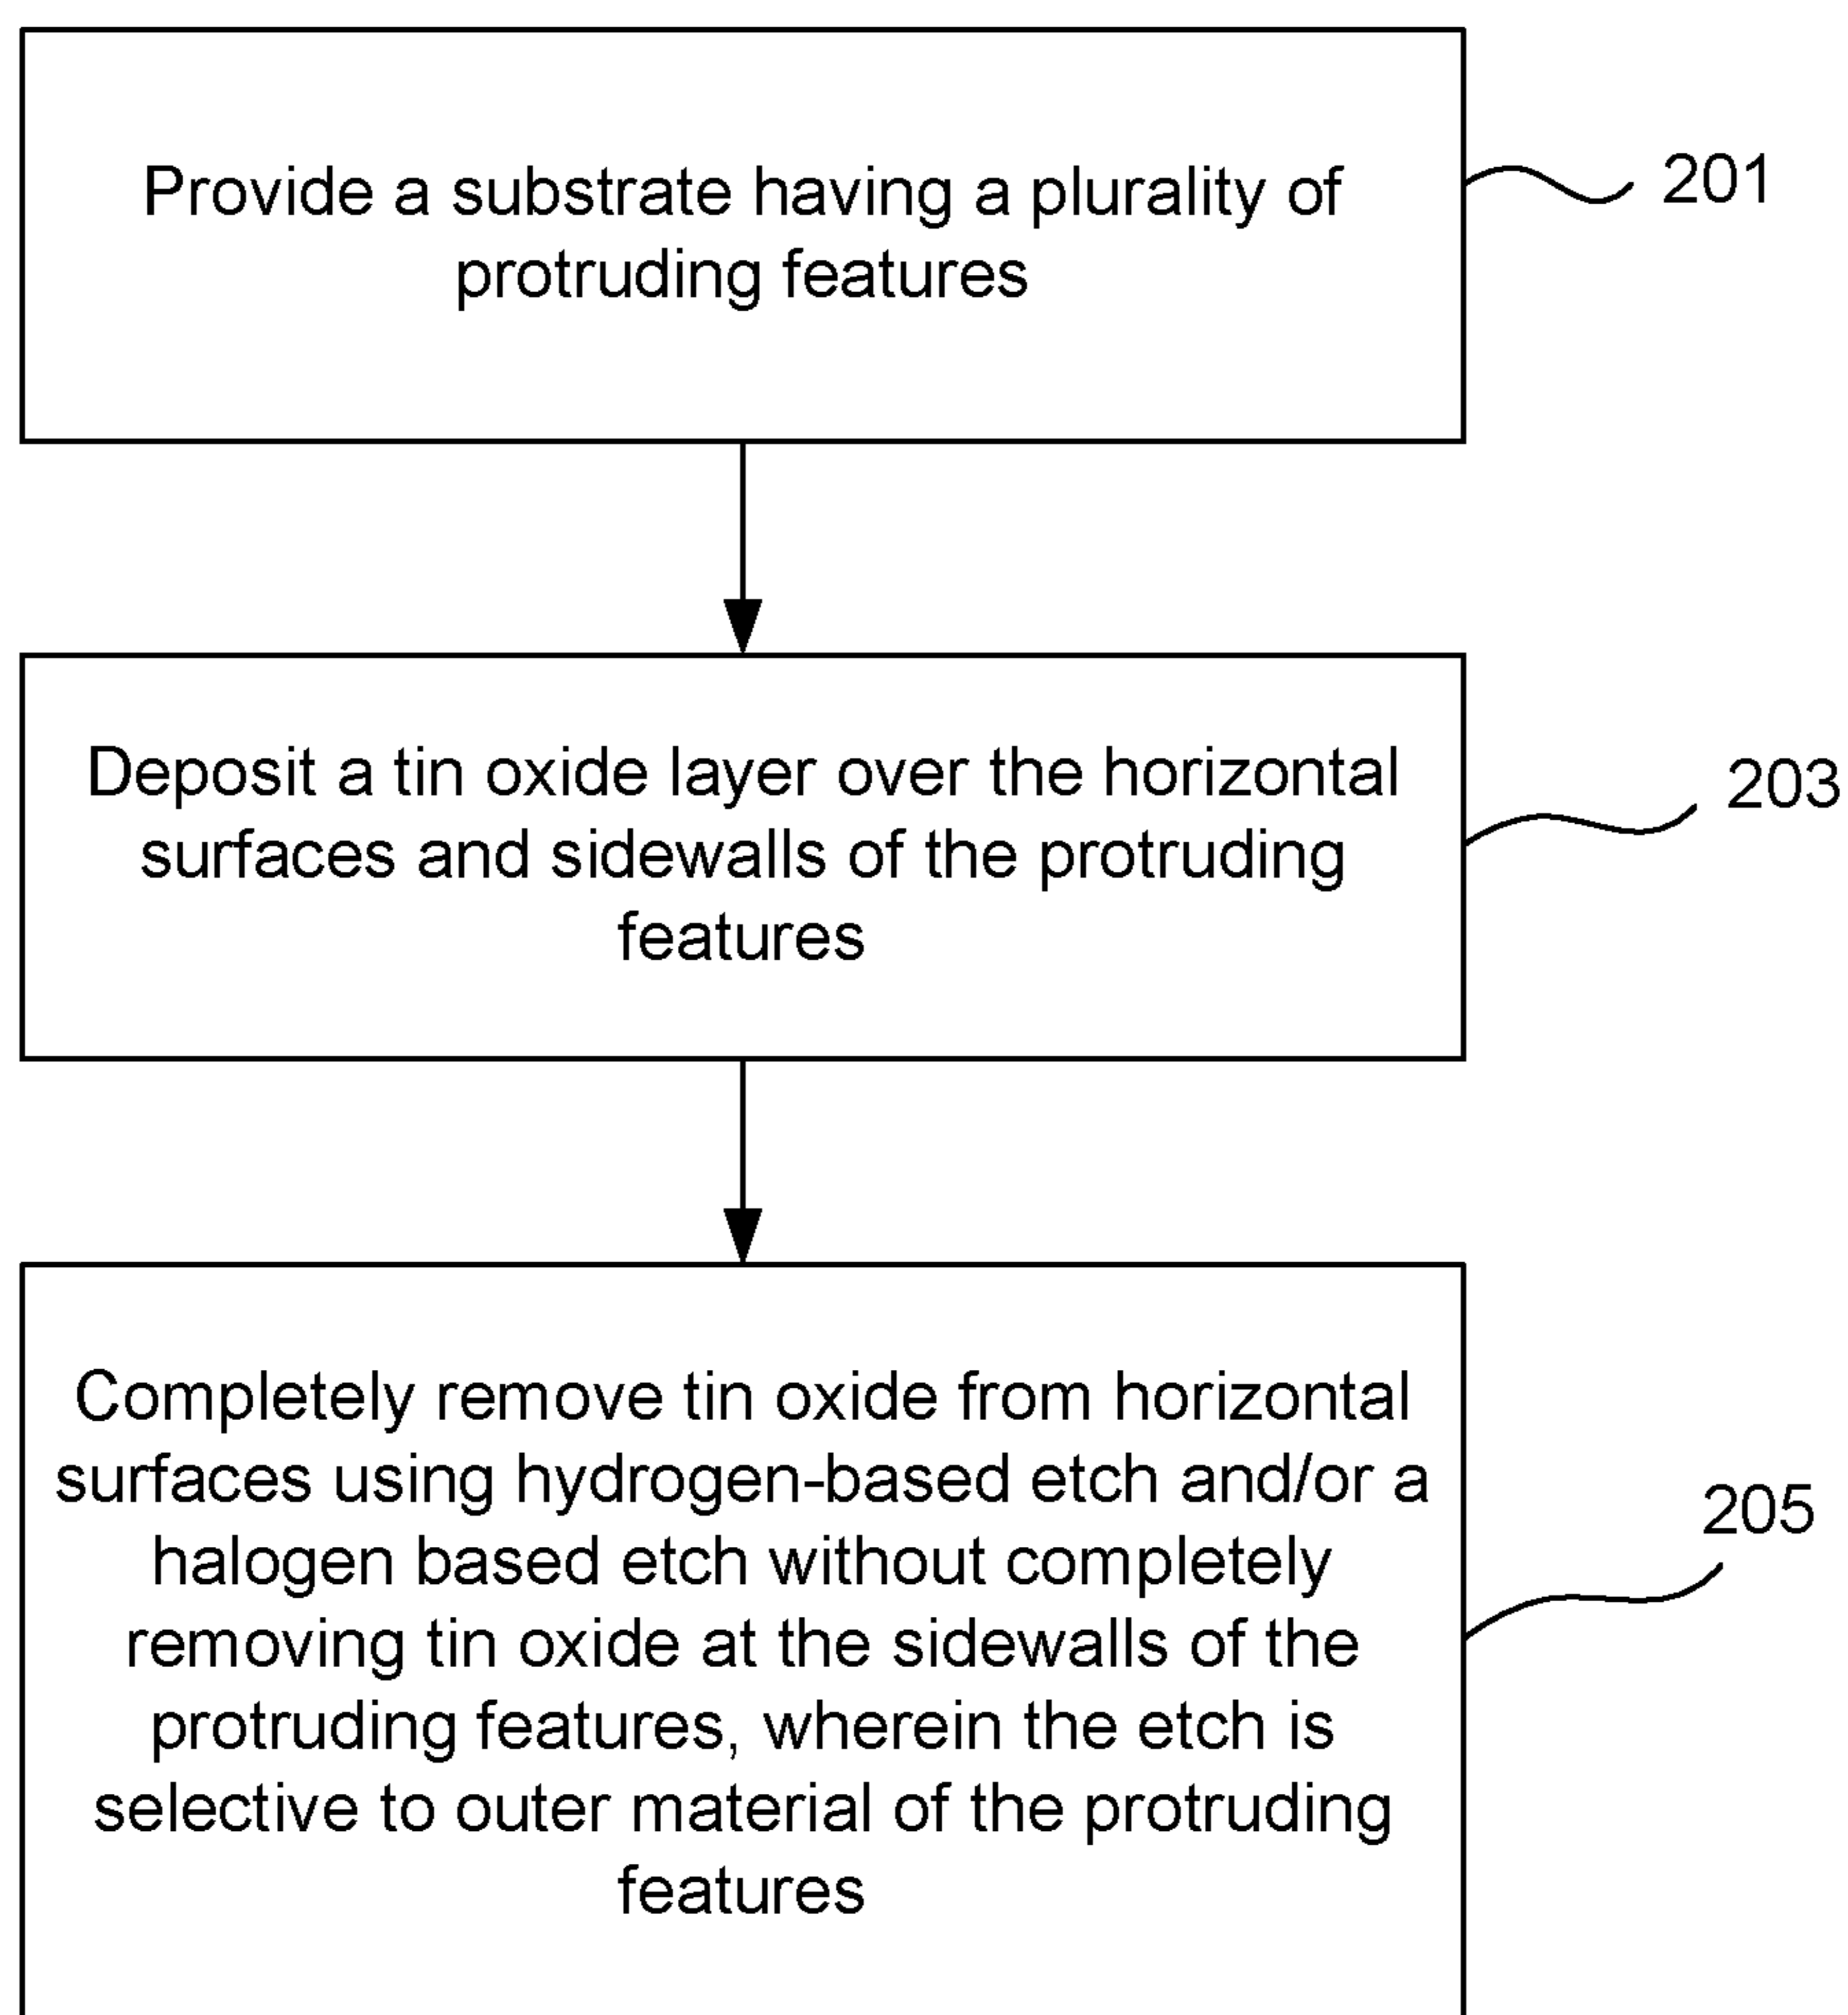 Provide a substrate having a plurality of
protruding features
201
Deposit a tin oxide layer over the horizontal
surfaces and sidewalls of the protruding
features
203
Completely remove tin oxide from horizontal
surfaces using hydrogen-based etch and/or a
halogen based etch without completely
removing tin oxide at the sidewalls of the
protruding features, wherein the etch is
selective to outer material of the protruding
features
205